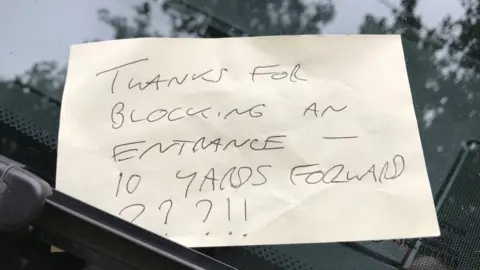 THANKS FOR
BLOCKING AN
ENTRANCE —
10 YARDS FORWARD
???!!